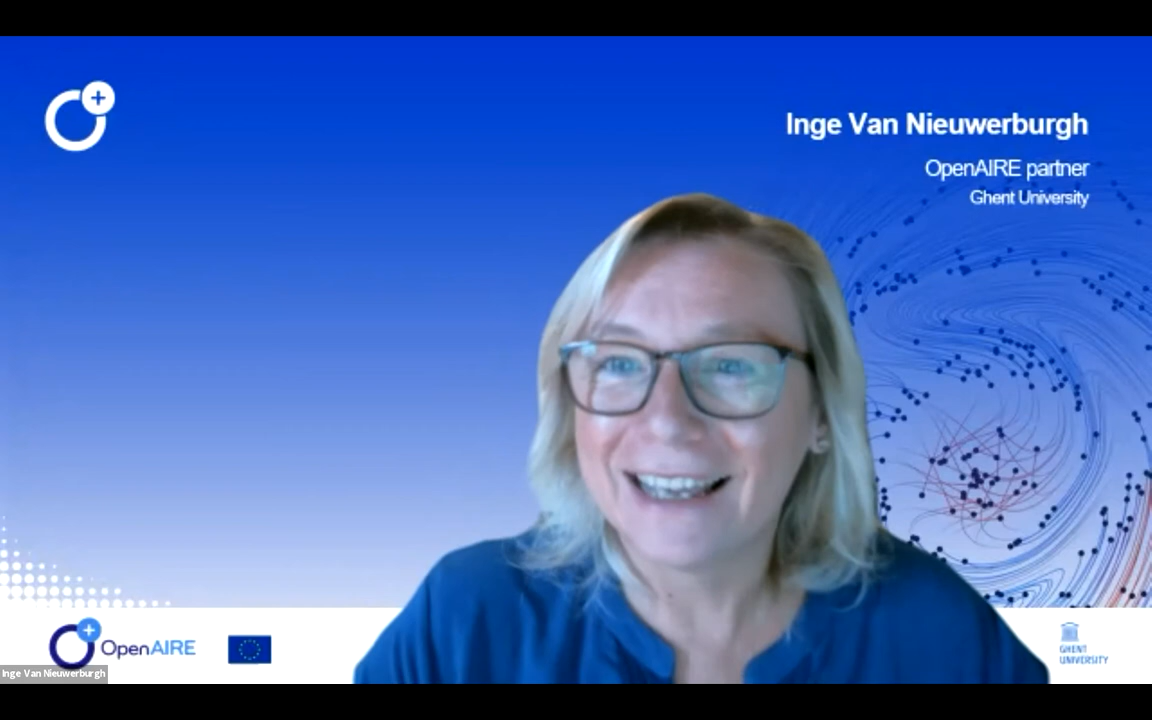 Inge Van Nieuwerburgh
OpenAIRE partner
Ghent University
OpenAIRE
GHENT
UNIVERSITY
Inge Van Nieuwerburgh